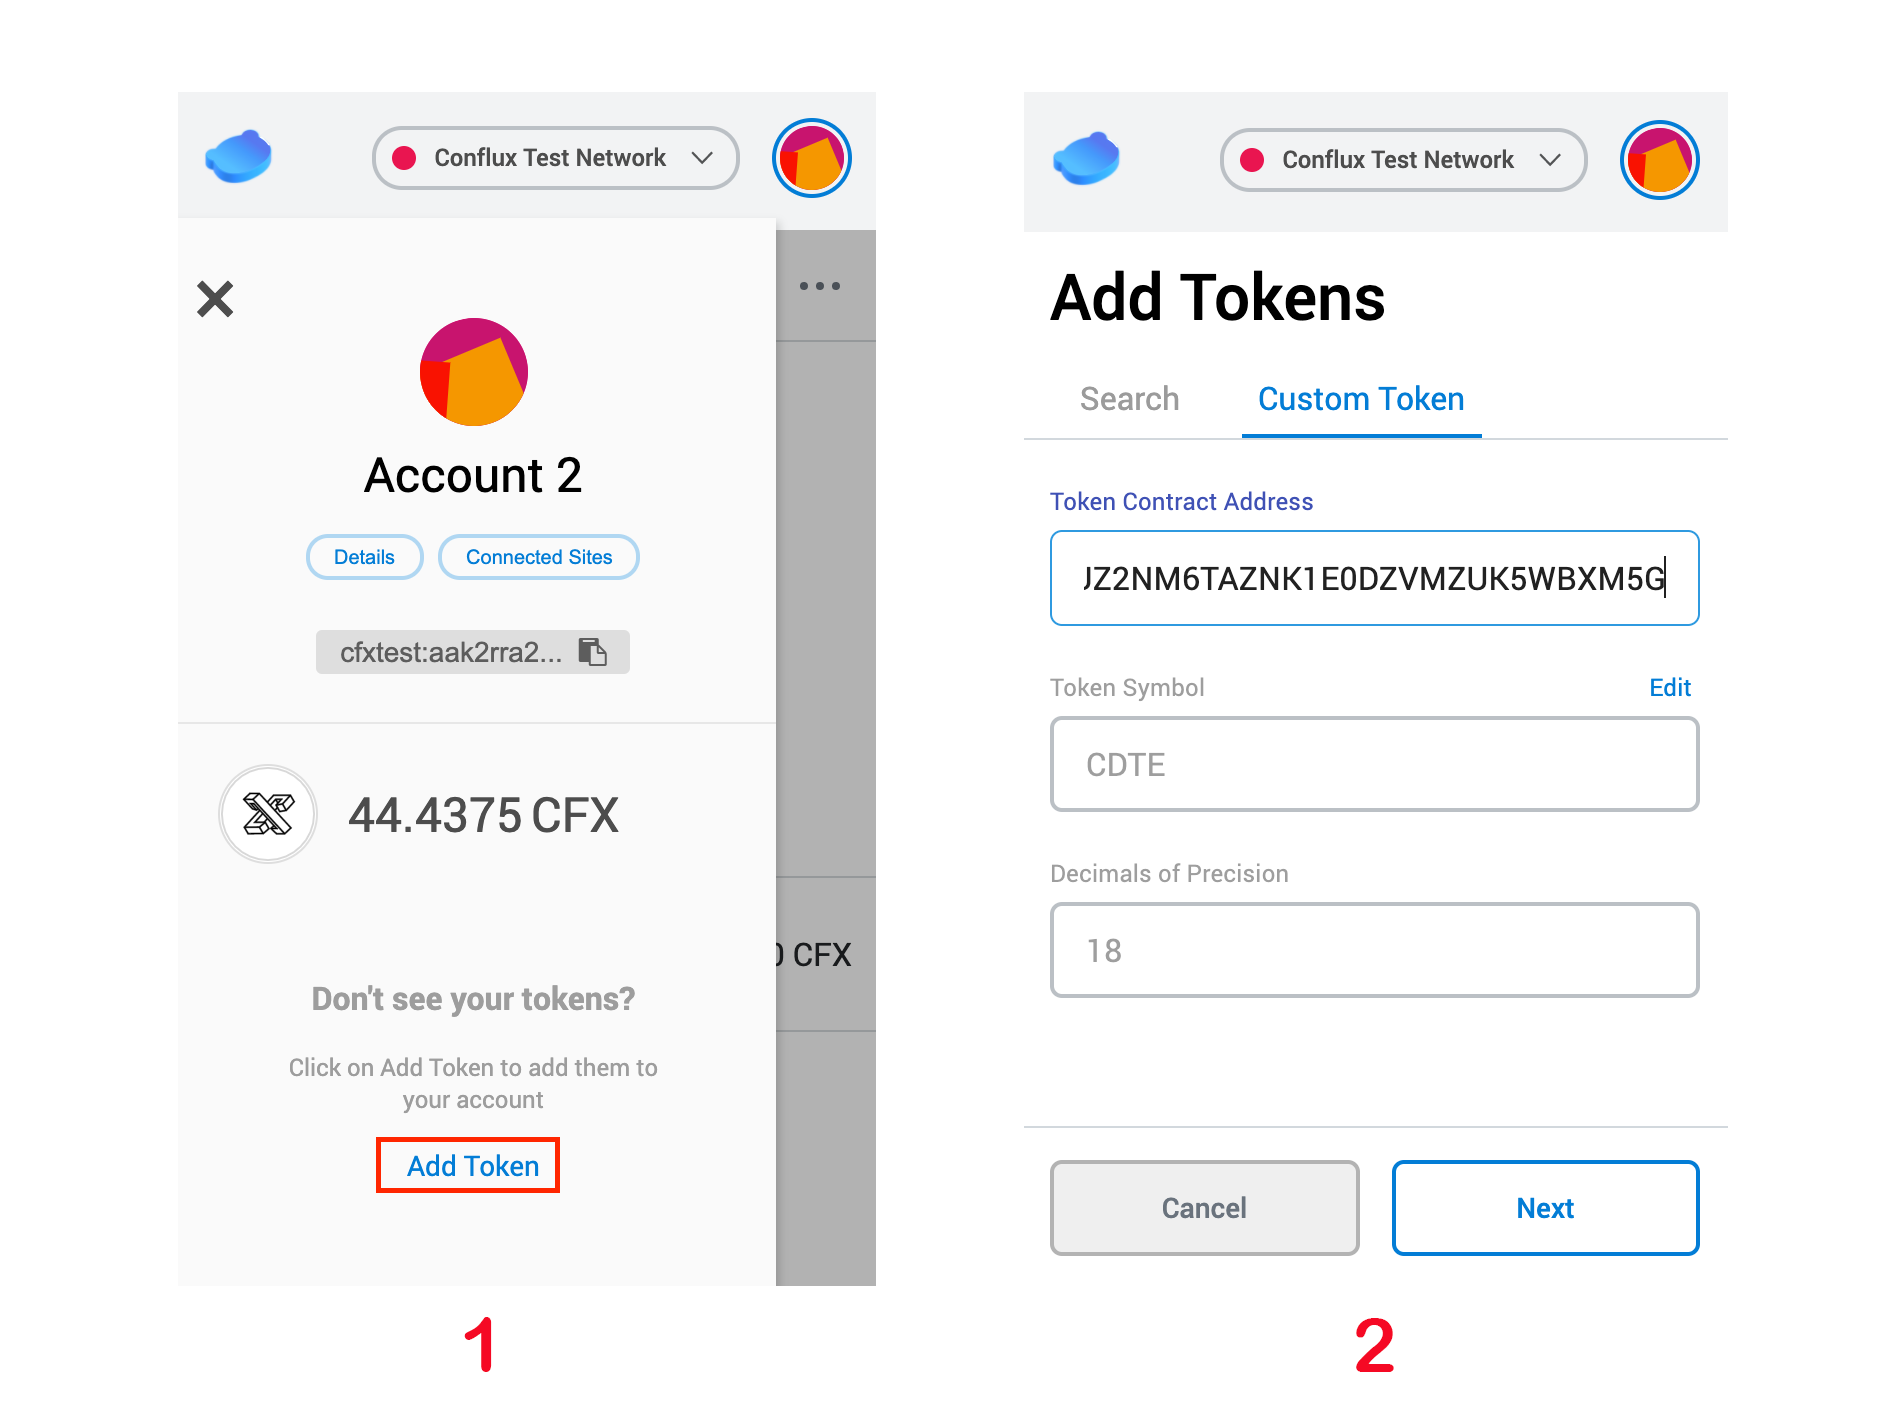 Conflux Test Network
Account 2
Details
Connected Sites
cfxtest:aak2rra2...
44.4375 CFX
0 CFX
Don't see your tokens?
Click on Add Token to add them to
your account
Add Token
1
Conflux Test Network
Add Tokens
Search
Custom Token
Token Contract Address
JZ2NM6TAZNK1E0DZVMZUK5WBXM5G
Token Symbol
Edit
CDTE
Decimals of Precision
18
Cancel
Next
2